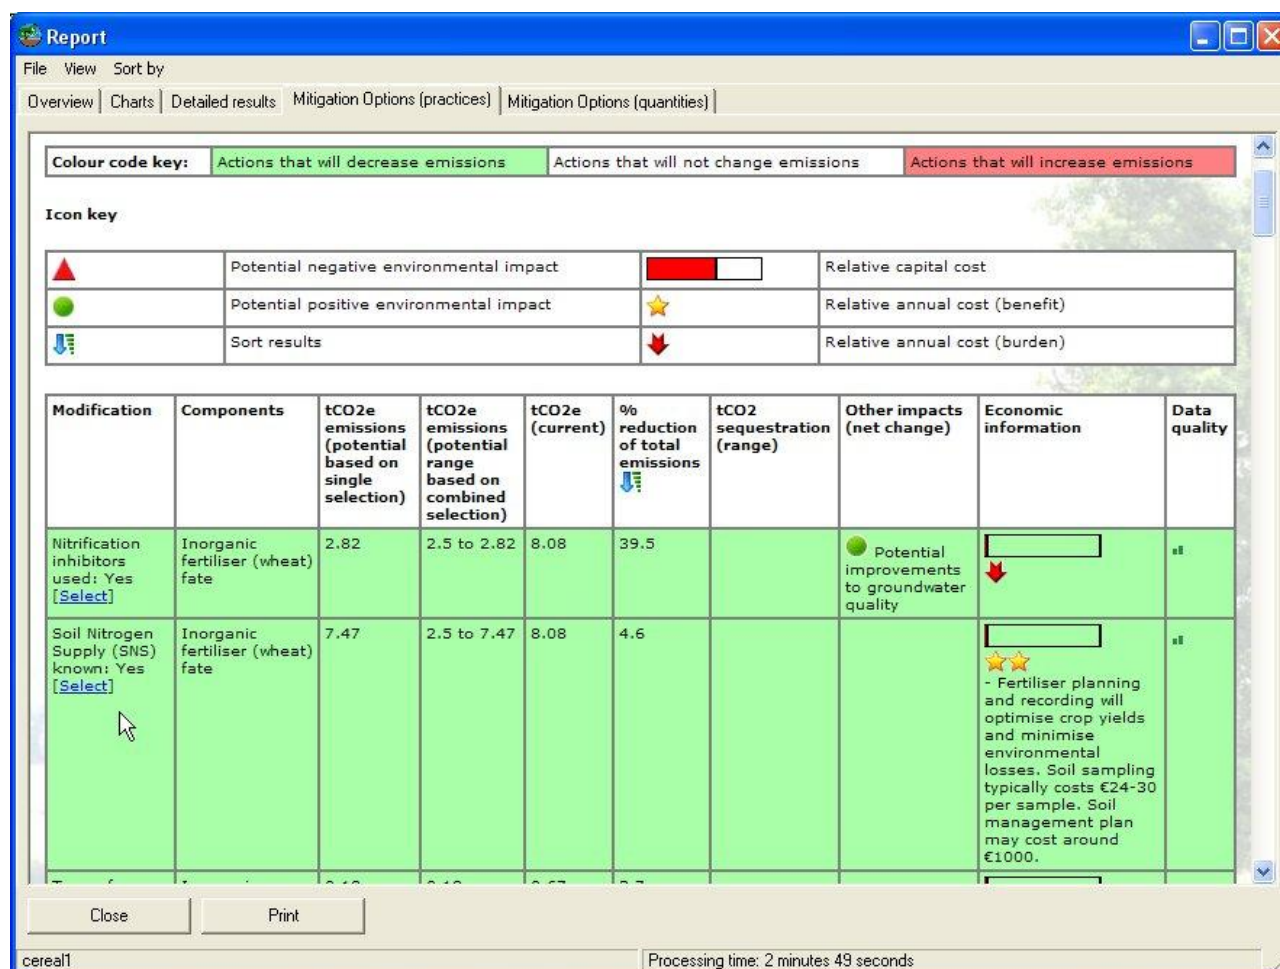 Report
File View Sort by
Overview Charts Detailed results Mitigation Options (practices) Mitigation Options (quantities)
Colour code key: Actions that will decrease emissions Actions that will not change emissions Actions that will increase emissions
Icon key
Potential negative environmental impact Relative capital cost
Potential positive environmental impact Relative annual cost (benefit)
Sort results Relative annual cost (burden)
Modification
Components
tCO2e
emissions
(potential
based on
single
selection)
tCO2e
emissions
(potential
range
based on
combined
selection)
tCO2e
(current)
%
reduction
of total
emissions
tCO2
sequestration
(range)
Other impacts
(net change)
Economic
information
Data
quality
Nitrification
inhibitors
used: Yes
[Select]
Inorganic
fertiliser (wheat)
fate
2.82
2.5 to 2.82
8.08
39.5
Potential
improvements
to groundwater
quality
Soil Nitrogen
Supply (SNS)
known: Yes
[Select]
Inorganic
fertiliser (wheat)
fate
7.47
2.5 to 7.47
8.08
4.6
- Fertiliser planning
and recording will
optimise crop yields
and minimise
environmental
losses. Soil sampling
typically costs €24-30
per sample. Soil
management plan
may cost around
€1000.
Close Print
cereal1 Processing time: 2 minutes 49 seconds